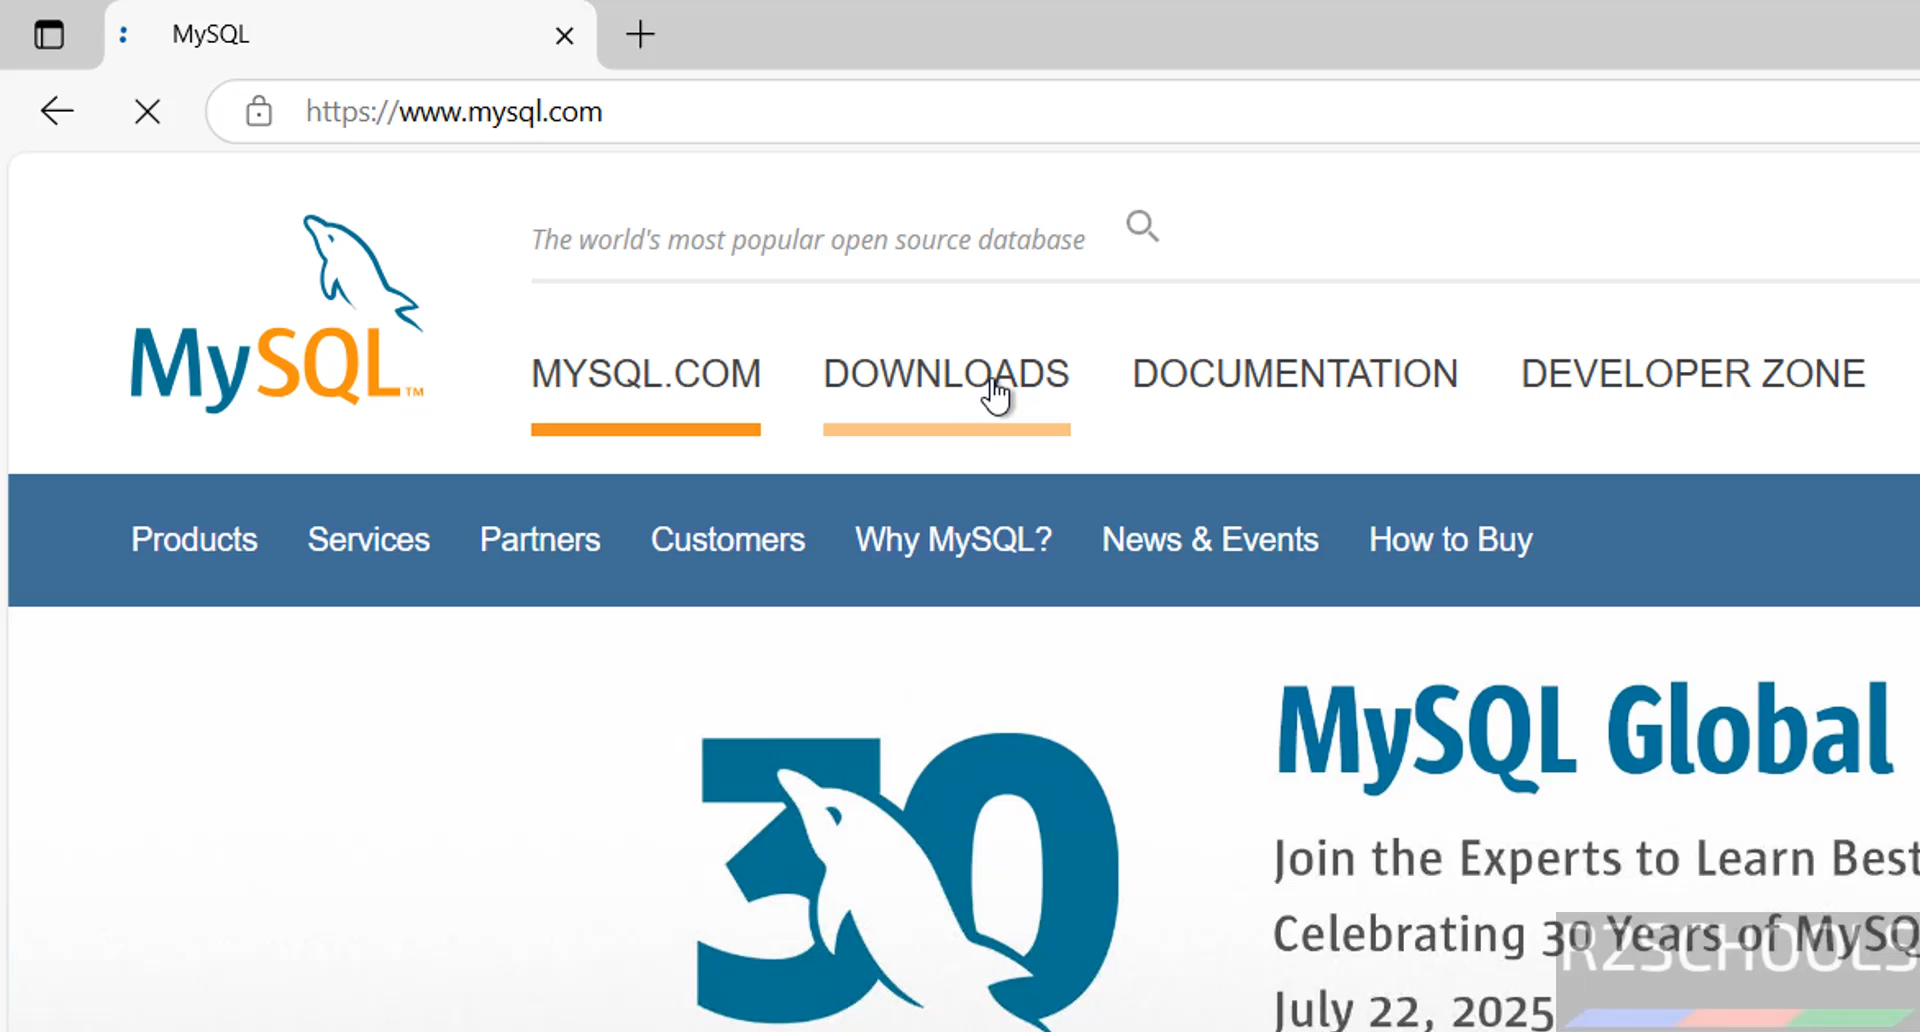 MySQL
https://www.mysql.com
The world's most popular open source database
MySQL™
MYSQL.COM DOWNLOADS DOCUMENTATION DEVELOPER ZONE
Products Services Partners Customers Why MySQL? News & Events How to Buy
30
MySQL Global
Join the Experts to Learn Best
Celebrating 30 Years of MySQ
July 22, 2025
R2SCHOOLS